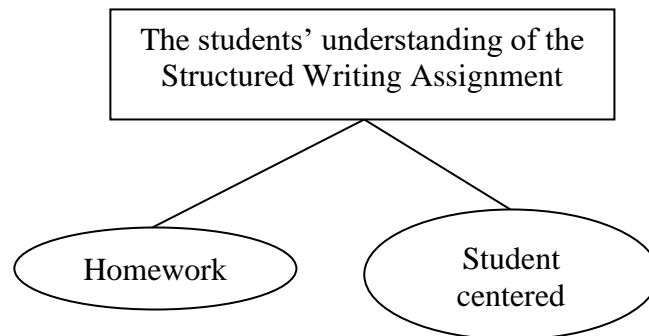 The students’ understanding of the
Structured Writing Assignment
Homework
Student
centered